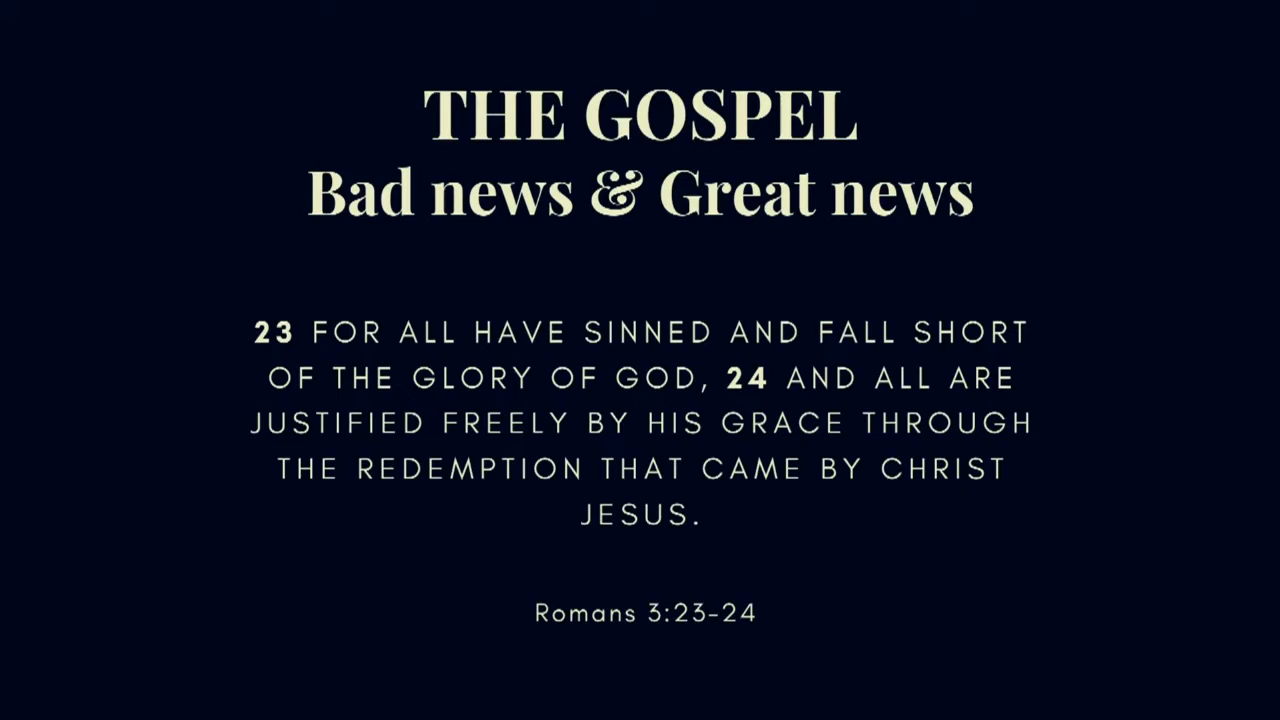 THE GOSPEL
Bad news & Great news
23 FOR ALL HAVE SINNED AND FALL SHORT
OF THE GLORY OF GOD, 24 AND ALL ARE
JUSTIFIED FREELY BY HIS GRACE THROUGH
THE REDEMPTION THAT CAME BY CHRIST
JESUS.
Romans 3:23-24